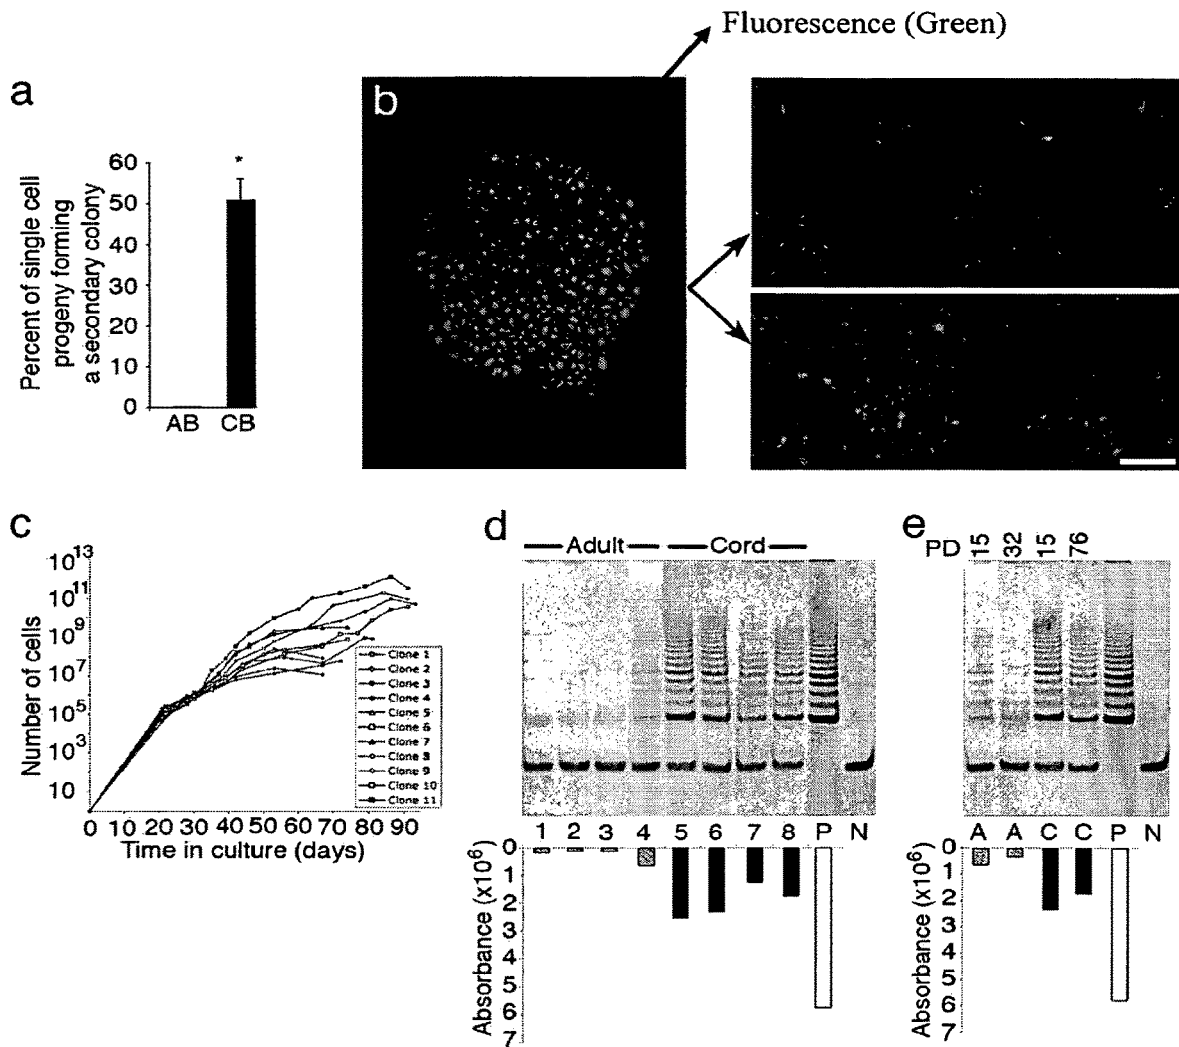 Fluorescence (Green)
a
Percent of single cell
progeny forming
a secondary colony
60
50
40
30
20
10
0
*
AB CB
b
c
Number of cells
10^13
10^11
10^9
10^7
10^5
10^3
10
0 10 20 30 40 50 60 70 80 90
Time in culture (days)
Clone 1
Clone 2
Clone 3
Clone 4
Clone 5
Clone 6
Clone 7
Clone 8
Clone 9
Clone 10
Clone 11
d
Adult Cord
1 2 3 4 5 6 7 8 P N
Absorbance (x10^6)
0
1
2
3
4
5
6
7
e
PD 15 32 15 76
A A C C P N
Absorbance (x10^6)
0
1
2
3
4
5
6
7